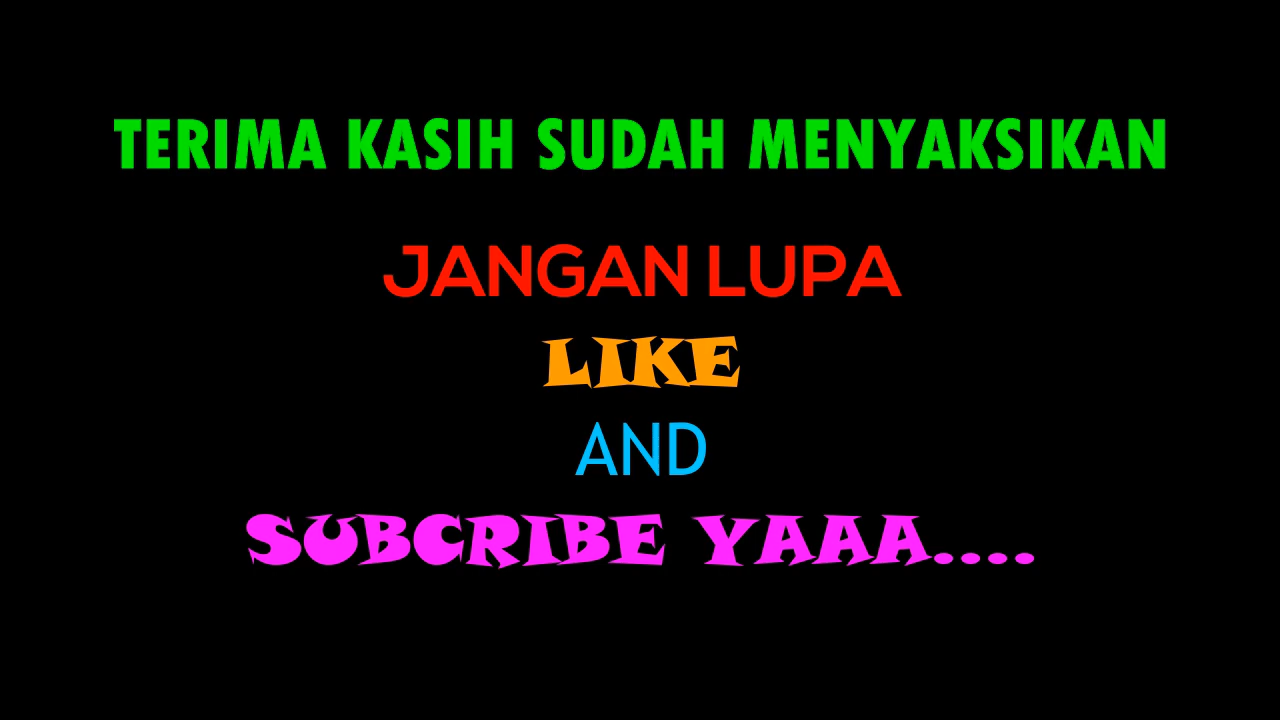 TERIMA KASIH SUDAH MENYAKSIKAN
JANGAN LUPA
LIKE
AND
SUBCRIBE YAAA....